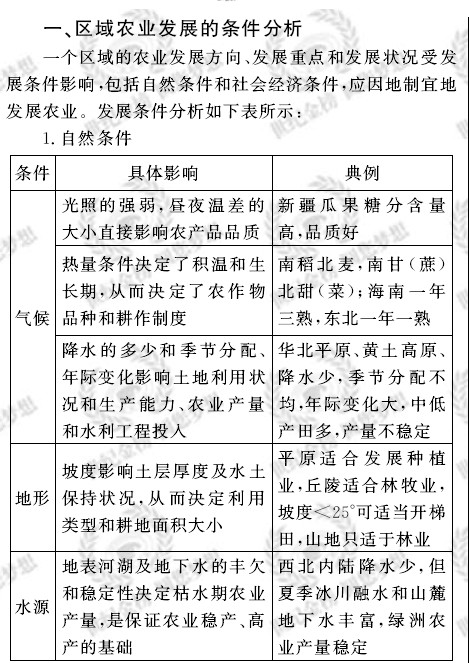 一、区域农业发展的条件分析
一个区域的农业发展方向、发展重点和发展状况受发
展条件影响,包括自然条件和社会经济条件,应因地制宜地
发展农业。发展条件分析如下表所示:
1.自然条件
条件 具体影响 典例
气候
光照的强弱,昼夜温差的
大小直接影响农产品品质
新疆瓜果糖分含量
高,品质好
热量条件决定了积温和生
长期,从而决定了农作物
品种和耕作制度
南稻北麦,南甘(蔗)
北甜(菜);海南一年
三熟,东北一年一熟
降水的多少和季节分配、
年际变化影响土地利用状
况和生产能力、农业产量
和水利工程投入
华北平原、黄土高原、
降水少,季节分配不
均,年际变化大,中低
产田多,产量不稳定
地形
坡度影响土层厚度及水土
保持状况,从而决定利用
类型和耕地面积大小
平原适合发展种植
业,丘陵适合林牧业,
坡度<25°可适当开梯
田,山地只适于林业
水源
地表河湖及地下水的丰欠
和稳定性决定枯水期农业
产量,是保证农业稳产、高
产的基础
西北内陆降水少,但
夏季冰川融水和山麓
地下水丰富,绿洲农
业产量稳定